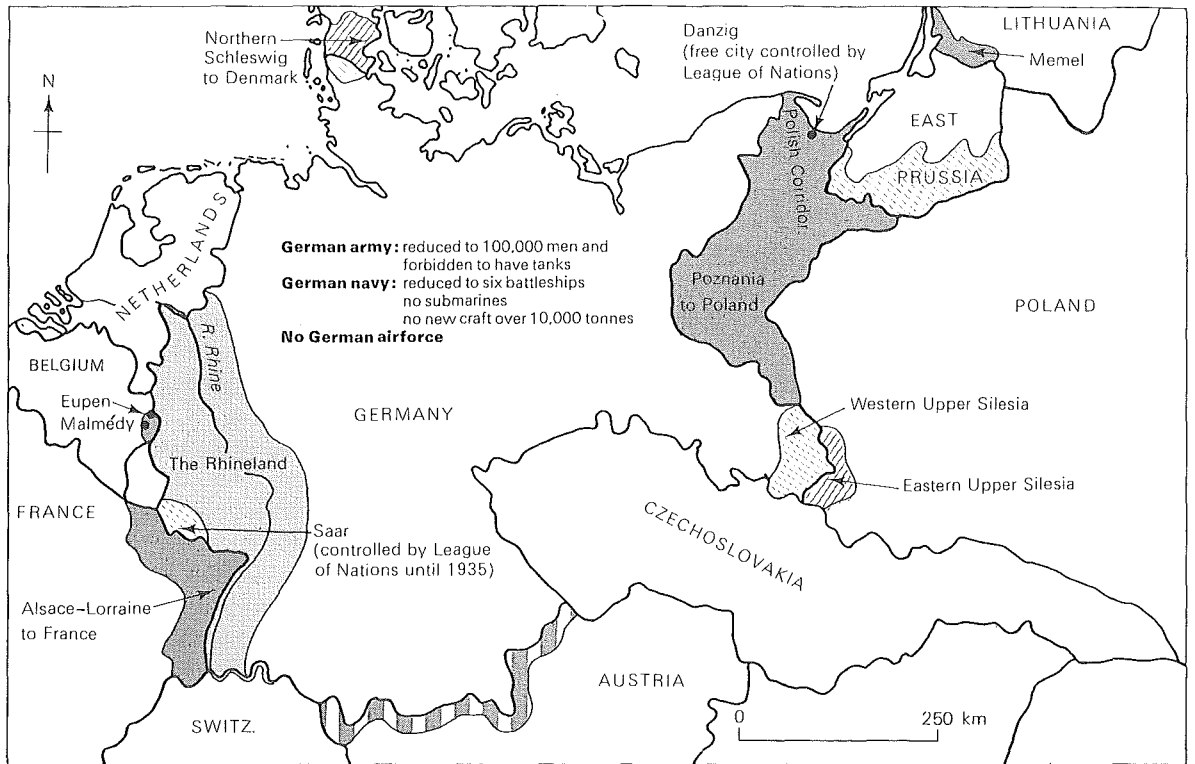 Northern
Schleswig
to Denmark
Danzig
(free city controlled by
League of Nations)
LITHUANIA
Memel
N
EAST
PRUSSIA
Polish Corridor
NETHERLANDS
German army: reduced to 100,000 men and
forbidden to have tanks
German navy: reduced to six battleships
no submarines
no new craft over 10,000 tonnes
No German airforce
Poznania
to Poland
POLAND
R. Rhine
BELGIUM
Eupen
Malmédy
GERMANY
Western Upper Silesia
The Rhineland
Eastern Upper Silesia
FRANCE
Saar
(controlled by League
of Nations until 1935)
CZECHOSLOVAKIA
Alsace–Lorraine
to France
AUSTRIA
SWITZ.
0 250 km